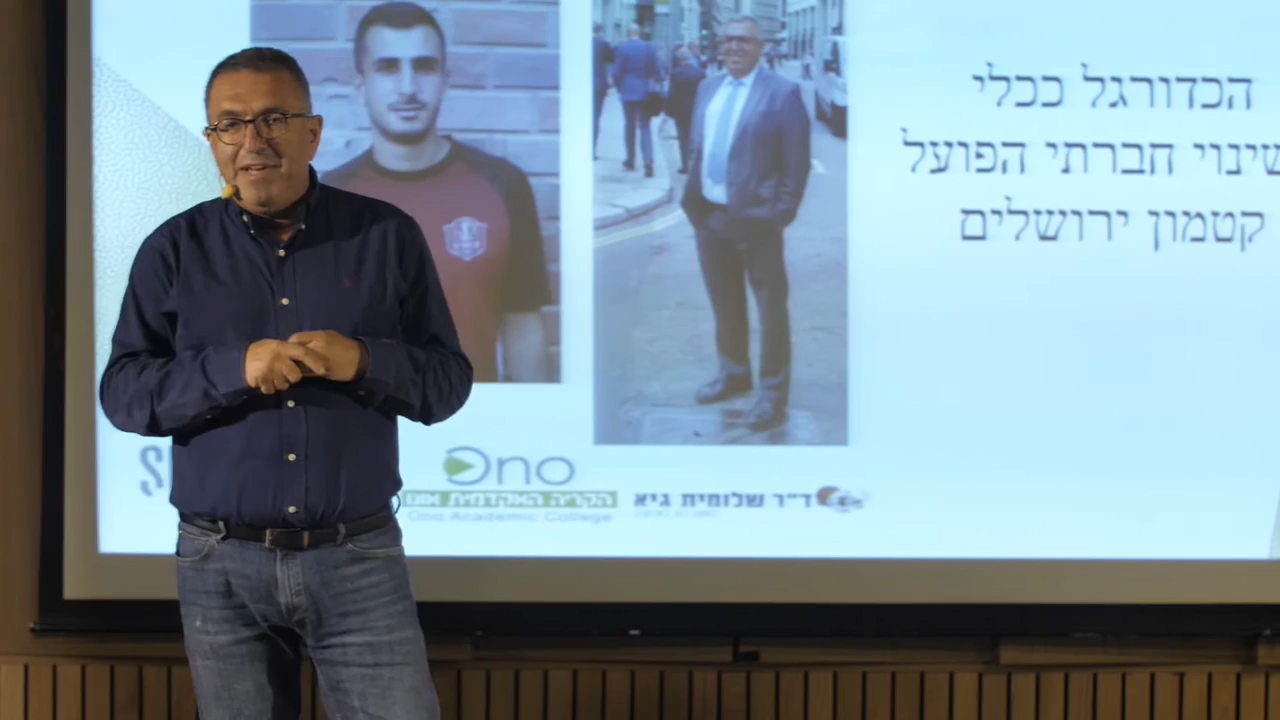 הכדורגל ככלי
שינוי חברתי הפועל
קטמון ירושלים
Ono
הקריה האקדמית אונו
Ono Academic College
ד״ר שלומית גיא